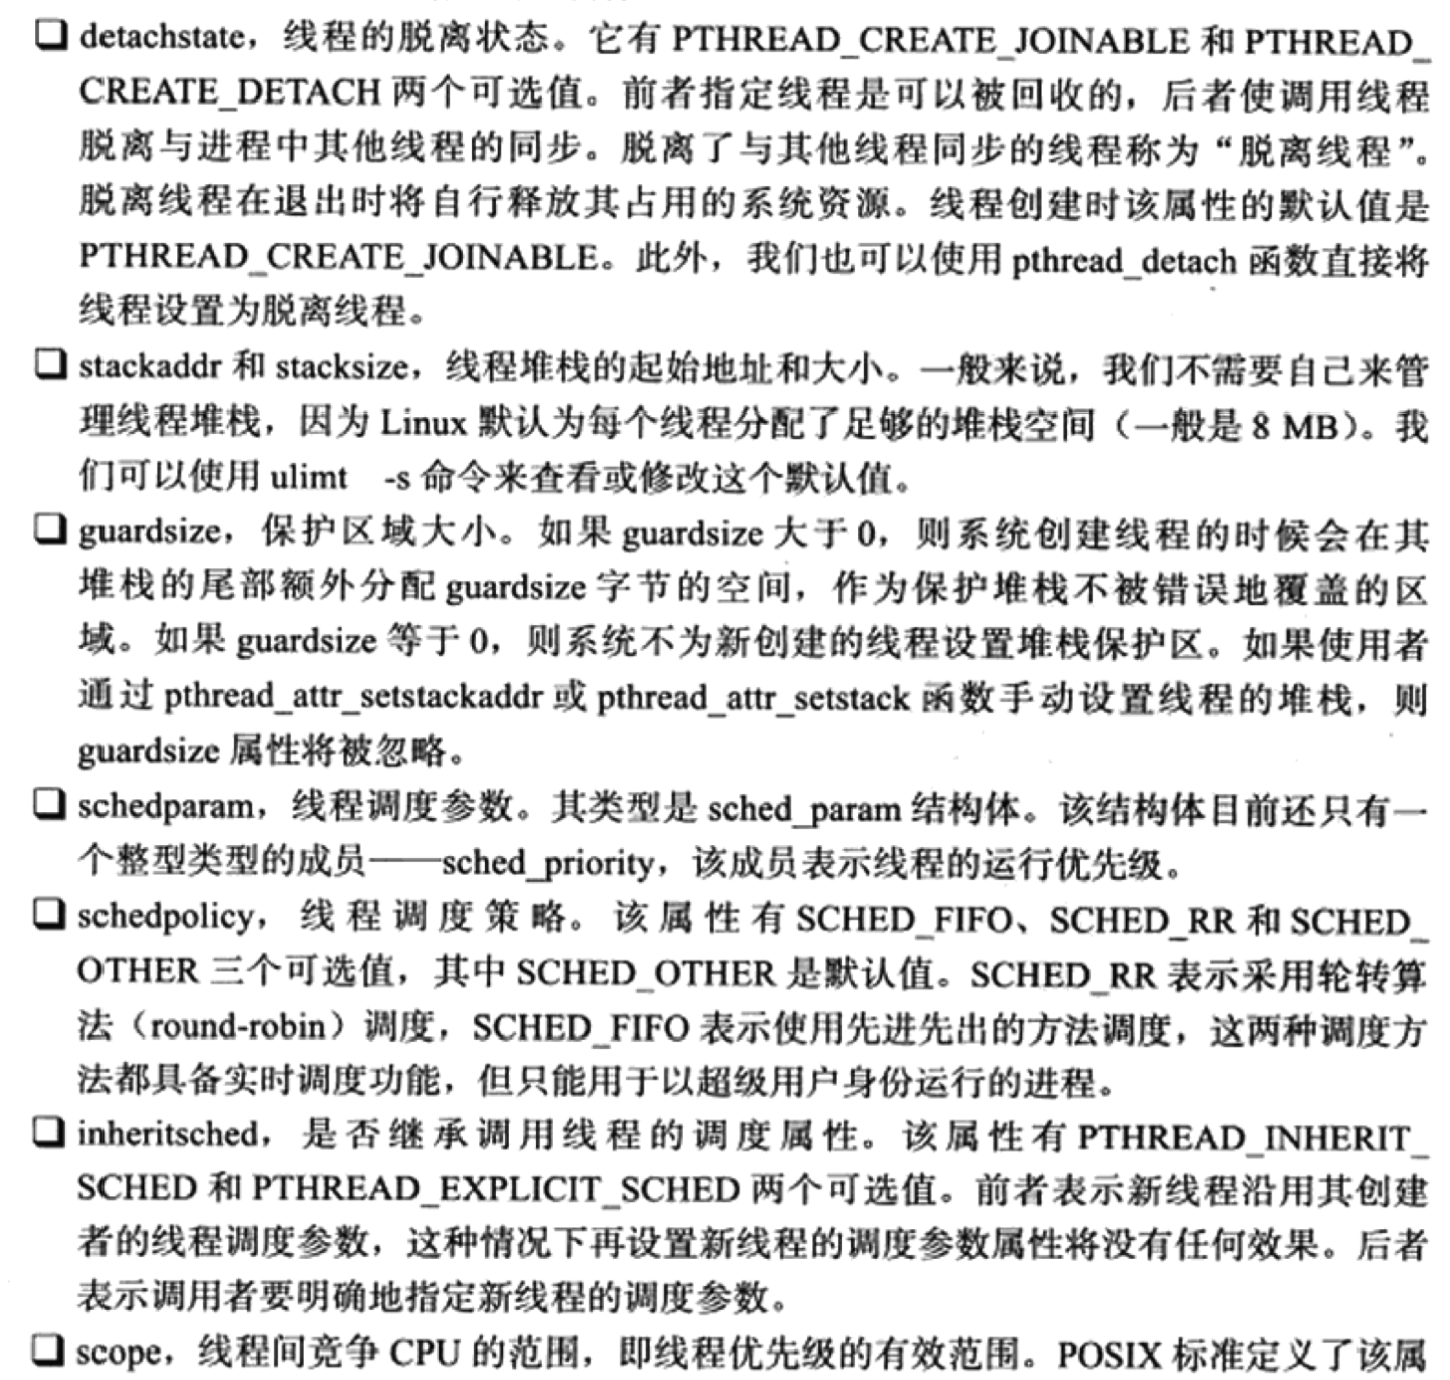 ❑ detachstate，线程的脱离状态。它有 PTHREAD_CREATE_JOINABLE 和 PTHREAD_
CREATE_DETACH 两个可选值。前者指定线程是可以被回收的，后者使调用线程
脱离与进程中其他线程的同步。脱离了与其他线程同步的线程称为“脱离线程”。
脱离线程在退出时将自行释放其占用的系统资源。线程创建时该属性的默认值是
PTHREAD_CREATE_JOINABLE。此外，我们也可以使用 pthread_detach 函数直接将
线程设置为脱离线程。
❑ stackaddr 和 stacksize，线程堆栈的起始地址和大小。一般来说，我们不需要自己来管
理线程堆栈，因为 Linux 默认为每个线程分配了足够的堆栈空间（一般是 8 MB）。我
们可以使用 ulimt -s 命令来查看或修改这个默认值。
❑ guardsize，保护区域大小。如果 guardsize 大于 0，则系统创建线程的时候会在其
堆栈的尾部额外分配 guardsize 字节的空间，作为保护堆栈不被错误地覆盖的区
域。如果 guardsize 等于 0，则系统不为新创建的线程设置堆栈保护区。如果使用者
通过 pthread_attr_setstackaddr 或 pthread_attr_setstack 函数手动设置线程的堆栈，则
guardsize 属性将被忽略。
❑ schedparam，线程调度参数。其类型是 sched_param 结构体。该结构体目前还只有一
个整型类型的成员——sched_priority，该成员表示线程的运行优先级。
❑ schedpolicy，线程调度策略。该属性有 SCHED_FIFO、SCHED_RR 和 SCHED_
OTHER 三个可选值，其中 SCHED_OTHER 是默认值。SCHED_RR 表示采用轮转算
法（round-robin）调度，SCHED_FIFO 表示使用先进先出的方法调度，这两种调度方
法都具备实时调度功能，但只能用于以超级用户身份运行的进程。
❑ inheritsched，是否继承调用线程的调度属性。该属性有 PTHREAD_INHERIT_
SCHED 和 PTHREAD_EXPLICIT_SCHED 两个可选值。前者表示新线程沿用其创建
者的线程调度参数，这种情况下再设置新线程的调度参数属性将没有任何效果。后者
表示调用者要明确地指定新线程的调度参数。
❑ scope，线程间竞争 CPU 的范围，即线程优先级的有效范围。POSIX 标准定义了该属